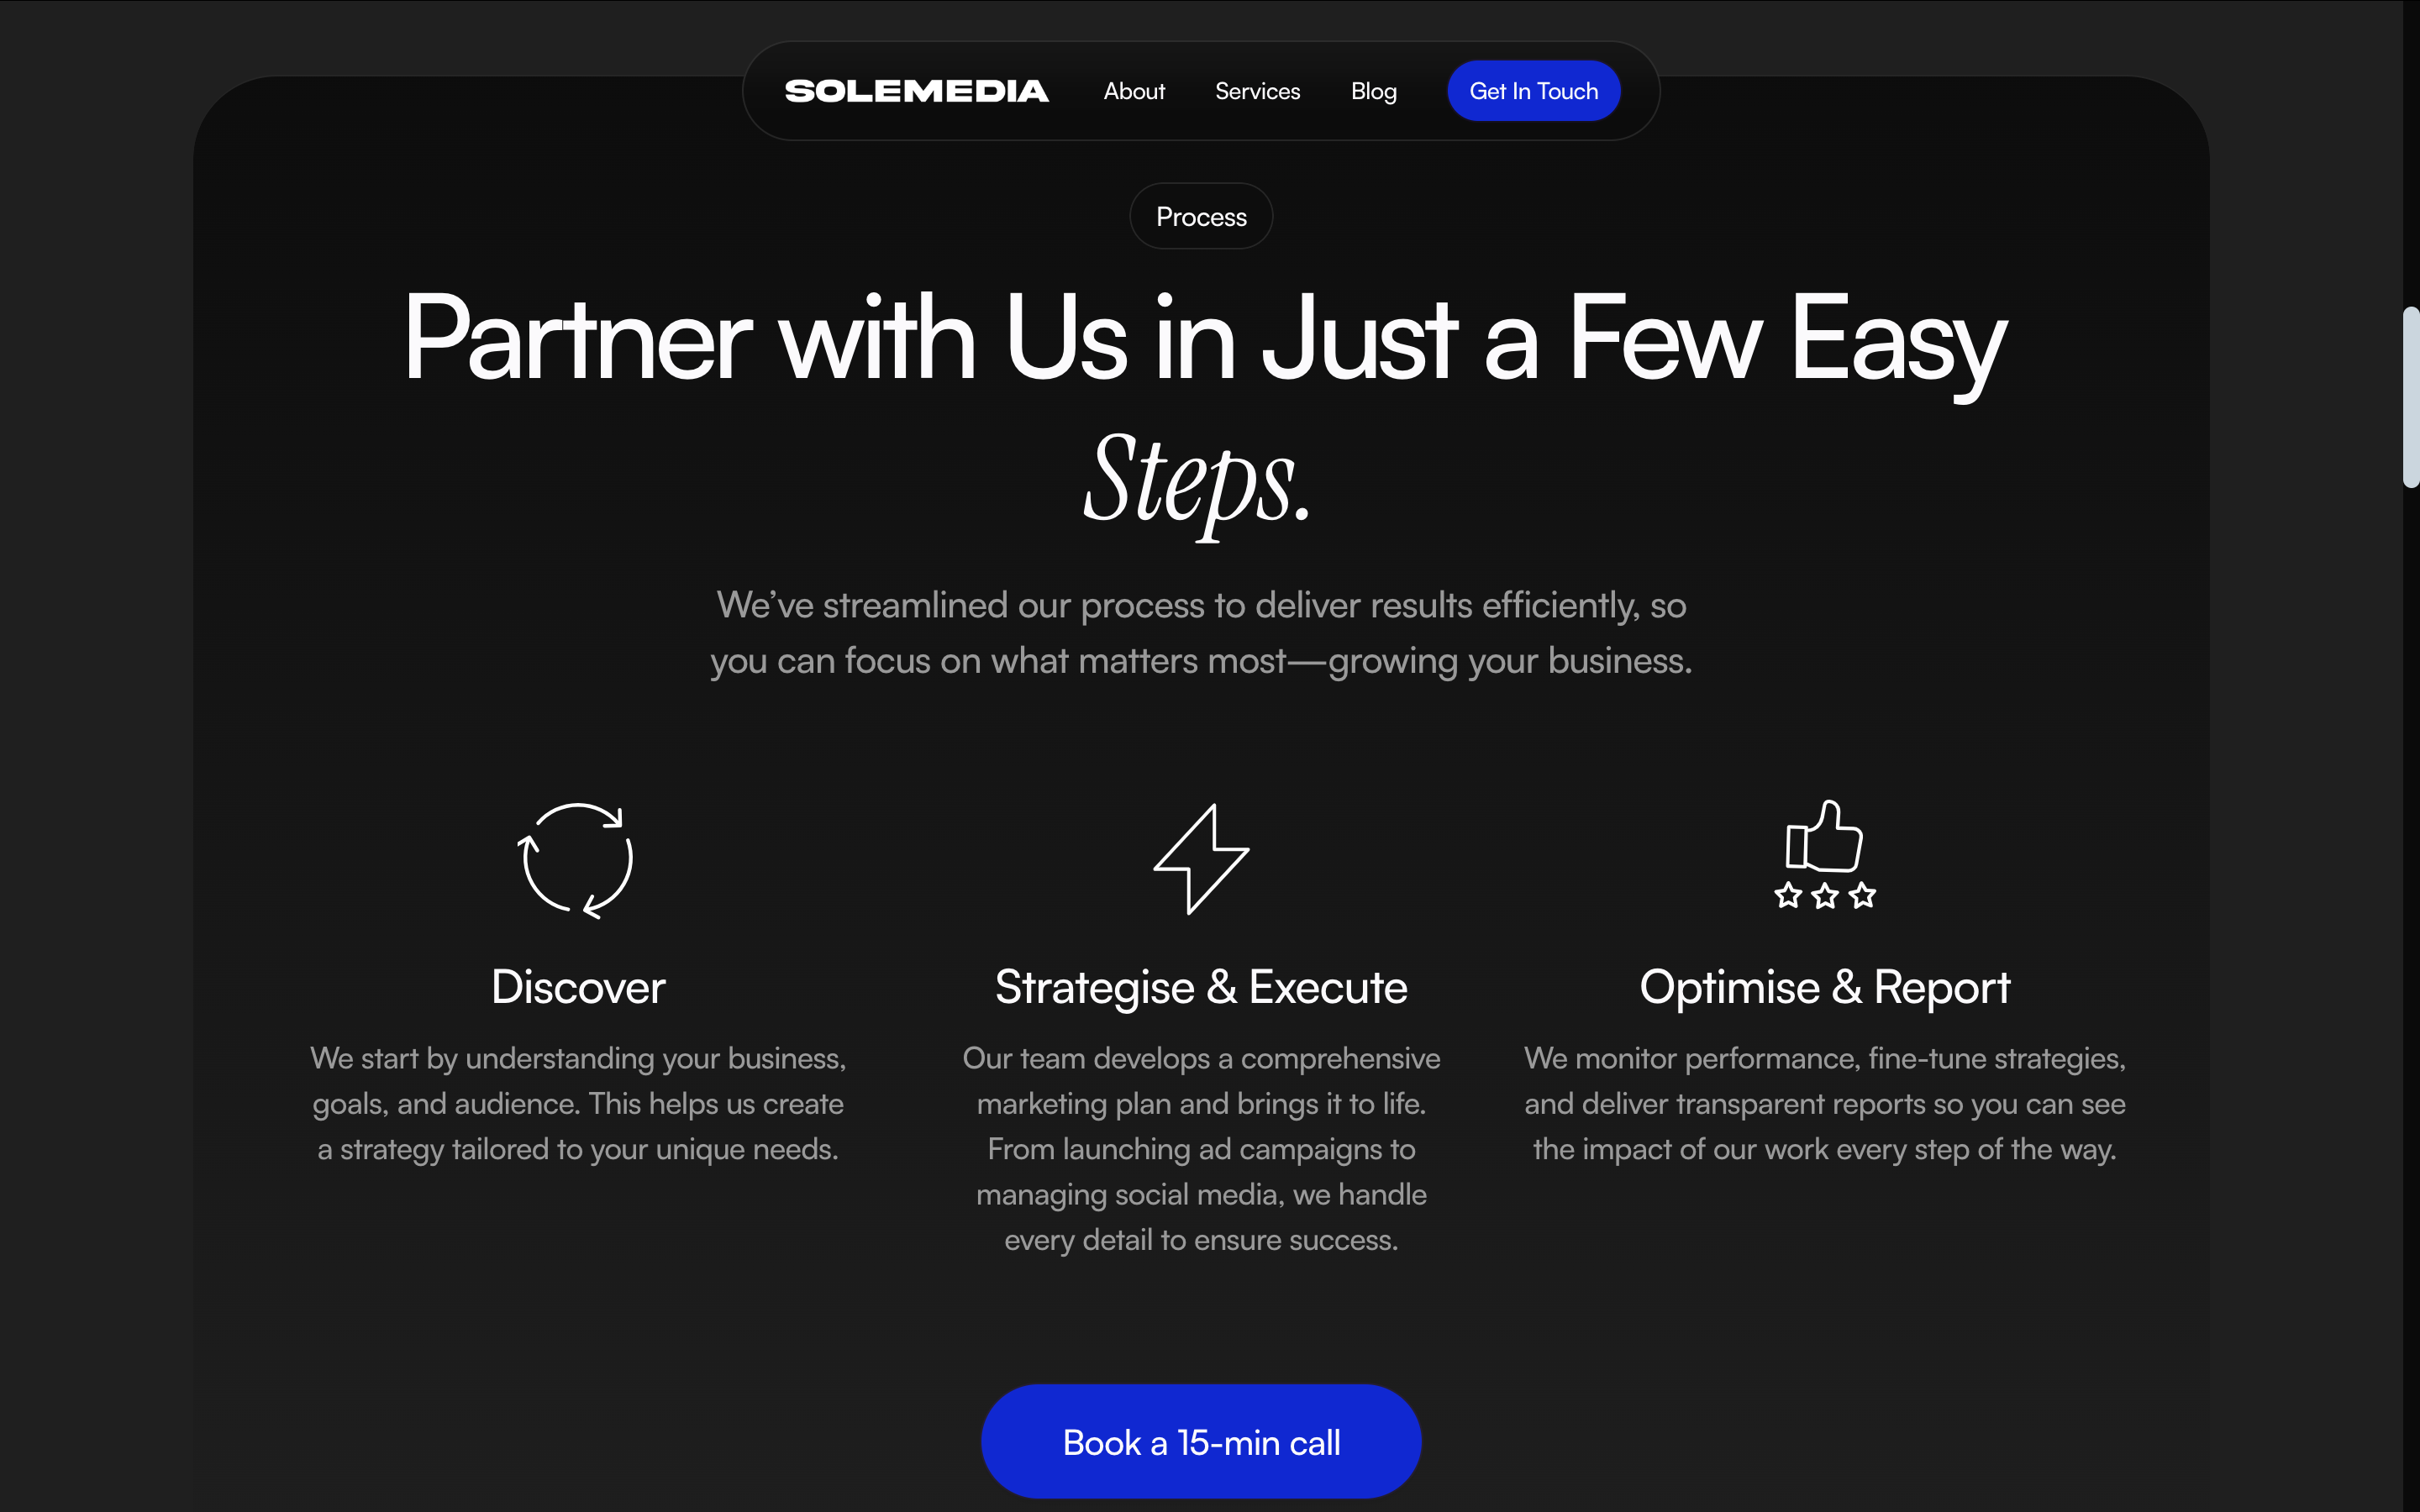 SOLEMEDIA About Services Blog Get In Touch
Process
Partner with Us in Just a Few Easy
Steps.
We’ve streamlined our process to deliver results efficiently, so
you can focus on what matters most—growing your business.
Discover
We start by understanding your business,
goals, and audience. This helps us create
a strategy tailored to your unique needs.
Strategise & Execute
Our team develops a comprehensive
marketing plan and brings it to life.
From launching ad campaigns to
managing social media, we handle
every detail to ensure success.
Optimise & Report
We monitor performance, fine-tune strategies,
and deliver transparent reports so you can see
the impact of our work every step of the way.
Book a 15-min call